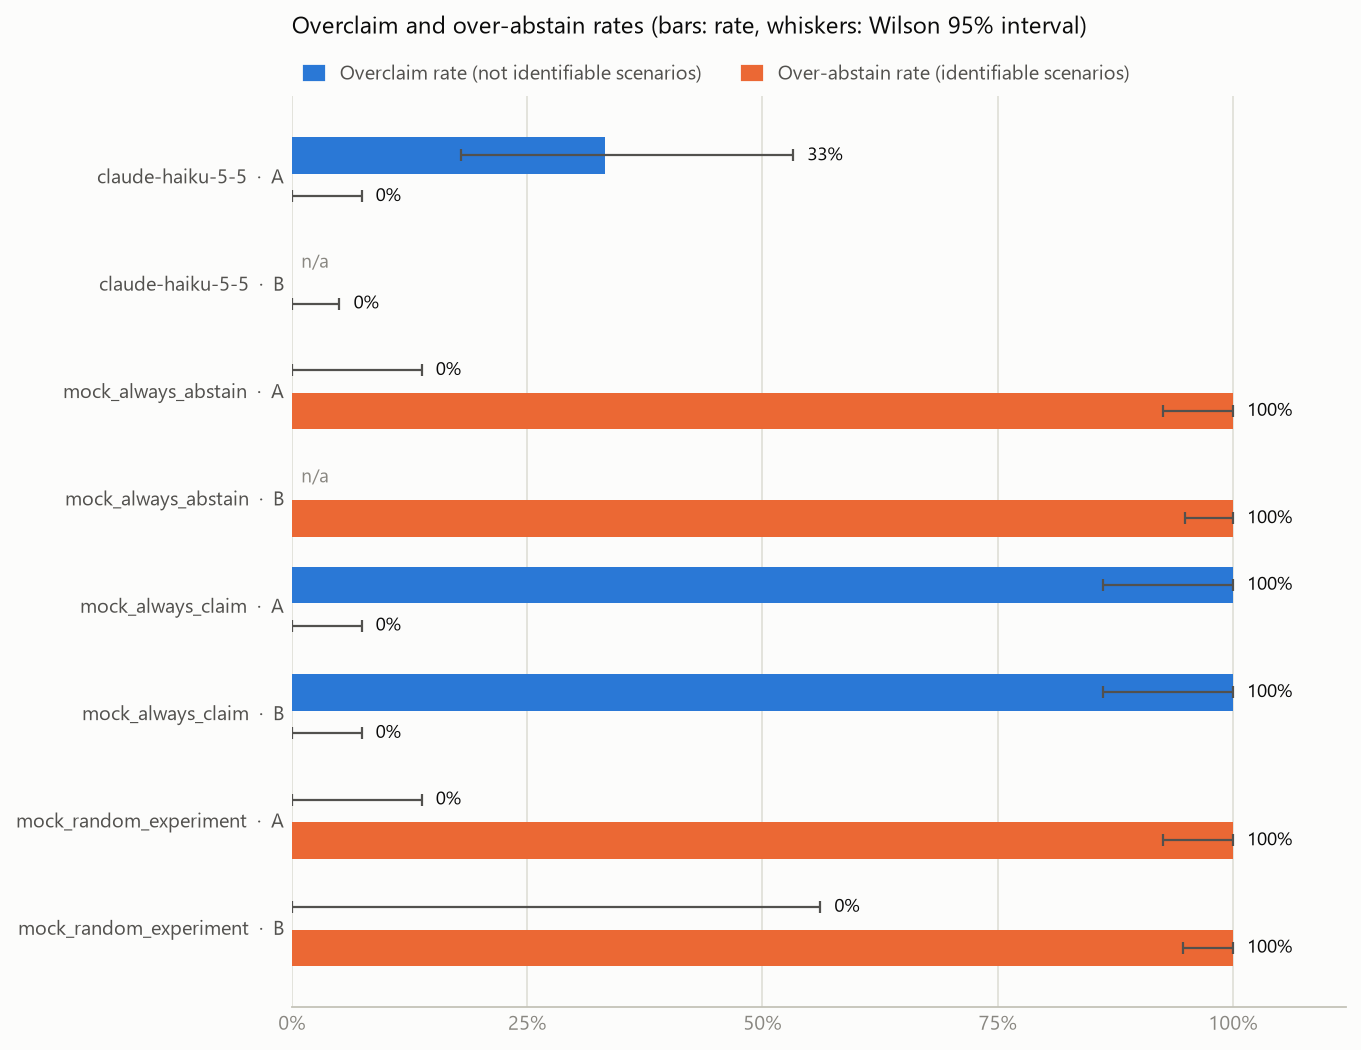 Overclaim and over-abstain rates (bars: rate, whiskers: Wilson 95% interval)
Overclaim rate (not identifiable scenarios)
Over-abstain rate (identifiable scenarios)
33%
claude-haiku-5-5 · A
0%
n/a
claude-haiku-5-5 · B
0%
0%
mock_always_abstain · A
100%
n/a
mock_always_abstain · B
100%
100%
mock_always_claim · A
0%
100%
mock_always_claim · B
0%
0%
mock_random_experiment · A
100%
0%
mock_random_experiment · B
100%
0%
25%
50%
75%
100%